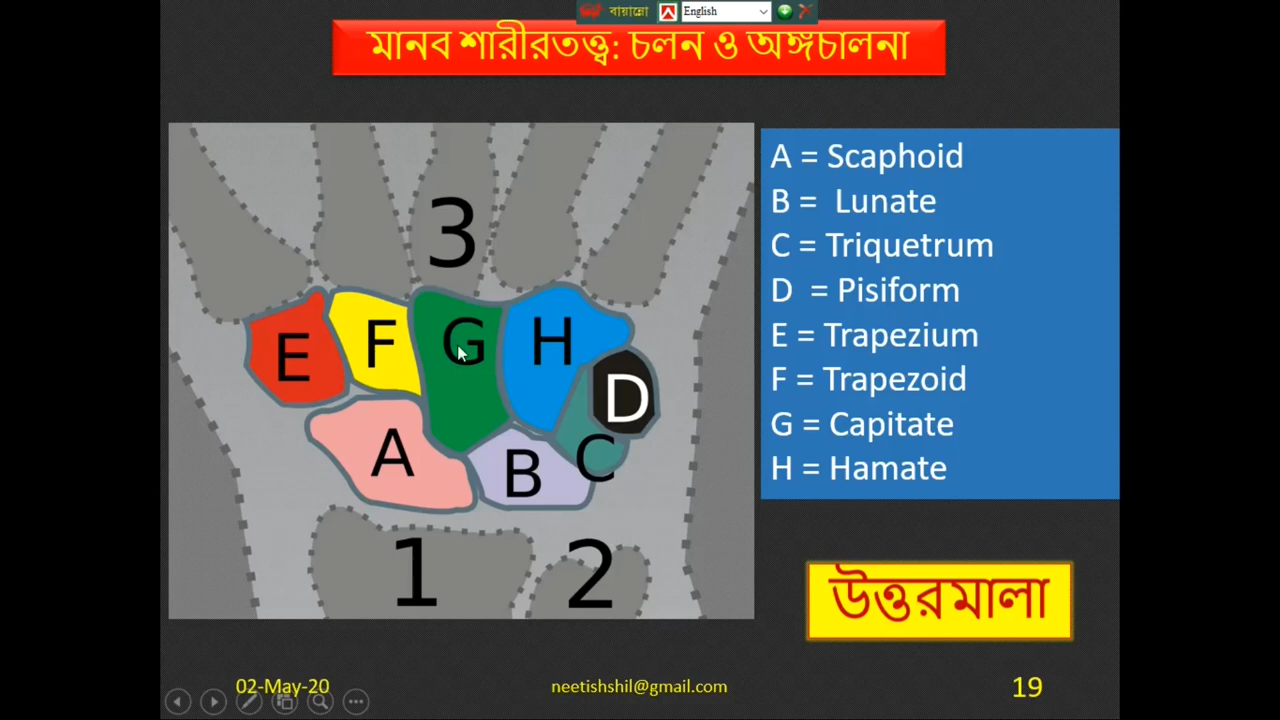 বায়ান্নো
English
মানব শারীরতত্ত্ব: চলন ও অঙ্গচালনা
3
E
F
G
H
D
A
B
C
1
2
A = Scaphoid
B = Lunate
C = Triquetrum
D = Pisiform
E = Trapezium
F = Trapezoid
G = Capitate
H = Hamate
উত্তরমালা
02-May-20
neetishshil@gmail.com
19